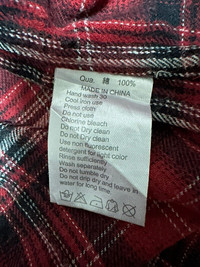 Qua. 綿 100%
MADE IN CHINA
Hand wash 30
Cool iron use
Press cloth
Do not use
Chlorine bleach
Do not Dry clean
Do not Dry clean
Use non fluorescent
detergent for light color
Rinse sufficiently
Wash separately
Do not tumble dry
Do not drip dry and leave in
water for long time.